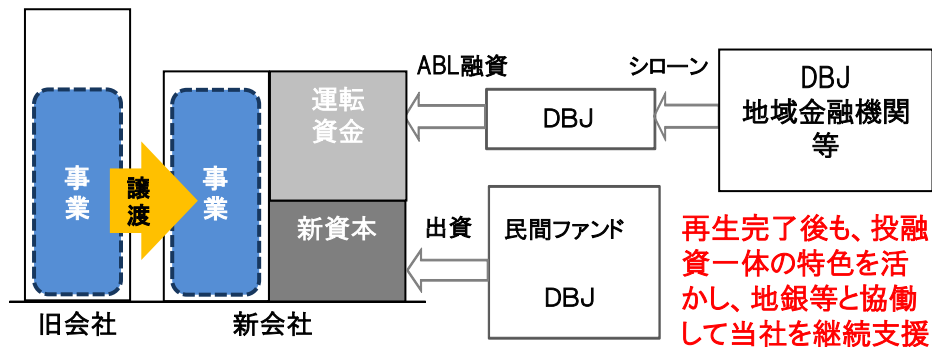 事業
旧会社
譲渡
事業
新会社
運転
資金
新資本
ABL融資
DBJ
シローン
DBJ
地域金融機関
等
出資
民間ファンド
DBJ
再生完了後も、投融
資一体の特色を活
かし、地銀等と協働
して当社を継続支援